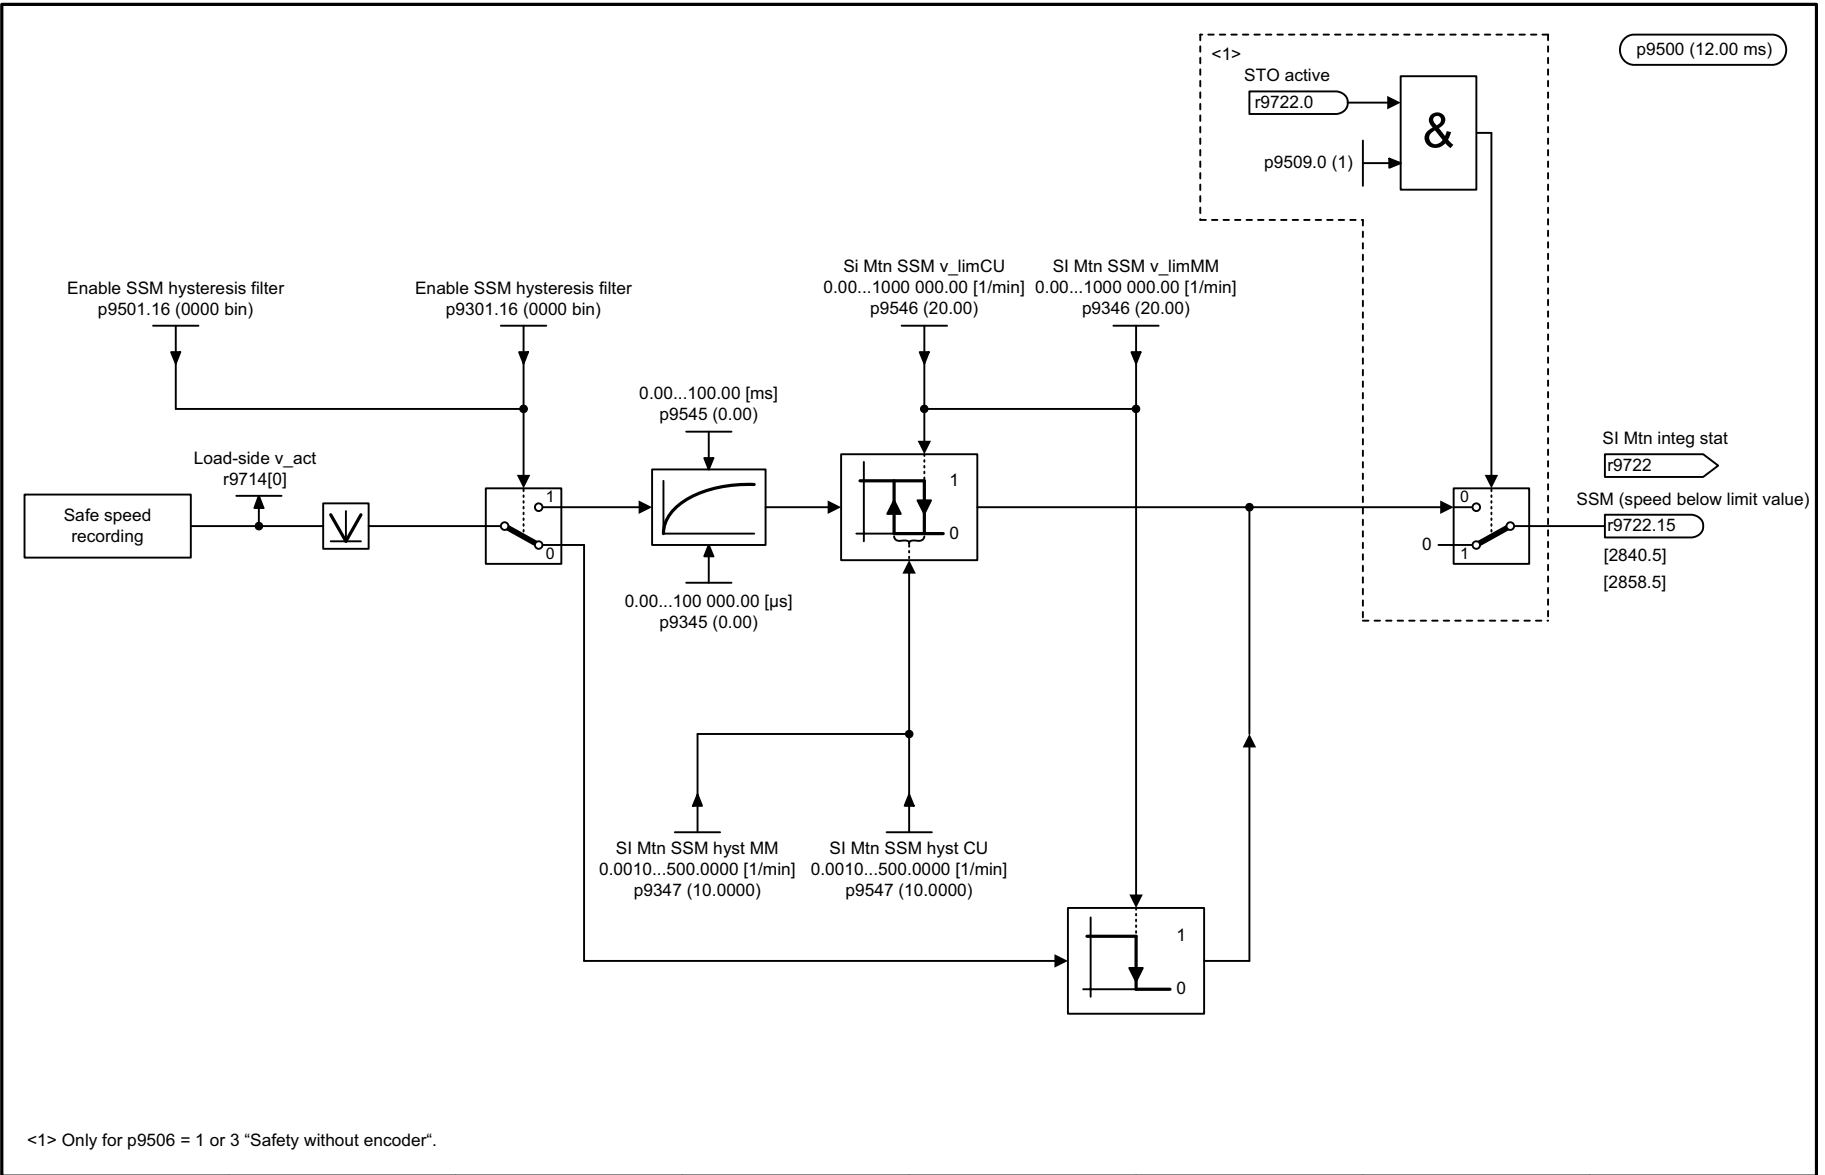 <1>
p9500 (12.00 ms)
STO active
r9722.0
&
p9509.0 (1)
Enable SSM hysteresis filter
p9501.16 (0000 bin)
Enable SSM hysteresis filter
p9301.16 (0000 bin)
Si Mtn SSM v_limCU
0.00...1000 000.00 [1/min]
p9546 (20.00)
SI Mtn SSM v_limMM
0.00...1000 000.00 [1/min]
p9346 (20.00)
0.00...100.00 [ms]
p9545 (0.00)
Load-side v_act
r9714[0]
Safe speed
recording
1
0
1
0
0.00...100 000.00 [µs]
p9345 (0.00)
0
0
1
SI Mtn integ stat
r9722
SSM (speed below limit value)
r9722.15
[2840.5]
[2858.5]
SI Mtn SSM hyst MM
0.0010...500.0000 [1/min]
p9347 (10.0000)
SI Mtn SSM hyst CU
0.0010...500.0000 [1/min]
p9547 (10.0000)
1
0
<1> Only for p9506 = 1 or 3 “Safety without encoder“.